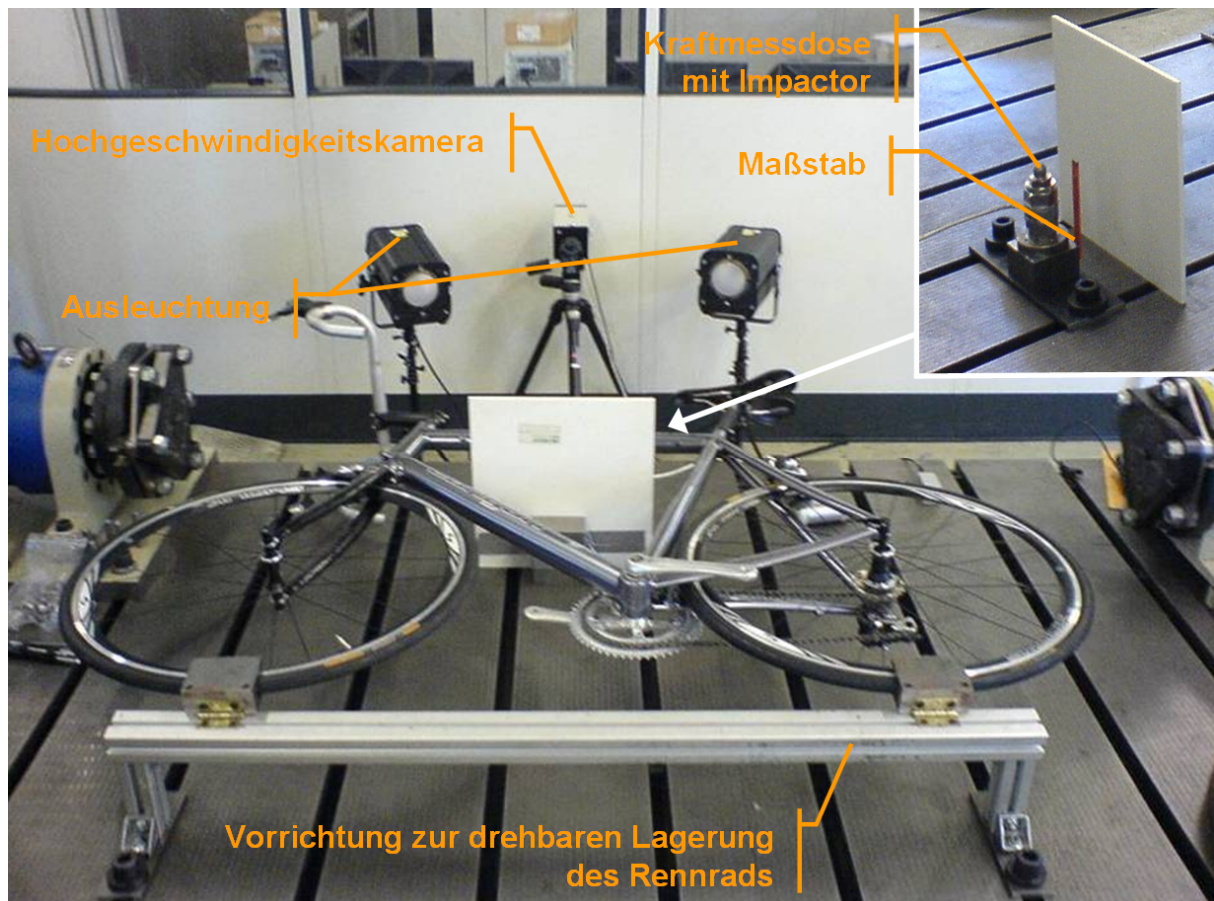 Kraftmessdose
mit Impactor
Hochgeschwindigkeitskamera
Maßstab
Ausleuchtung
Vorrichtung zur drehbaren Lagerung
des Rennrads